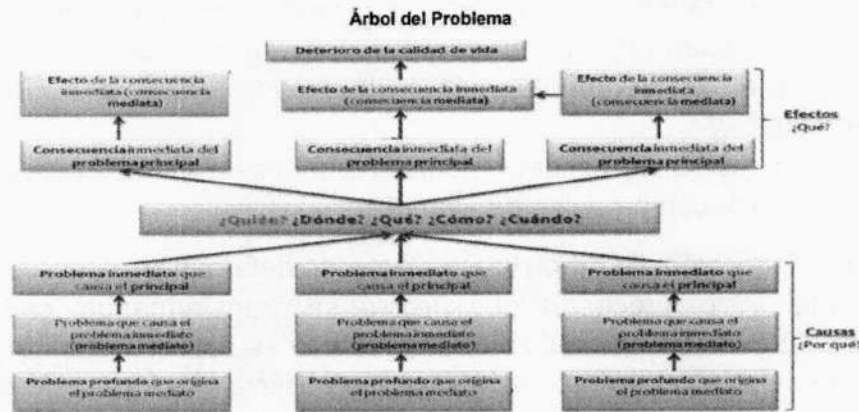 Árbol del Problema
Deterioro de la calidad de vida
Efecto de la consecuencia
inmediata (consecuencia
mediata)
Efecto de la consecuencia inmediata
(consecuencia mediata)
Efecto de la consecuencia
inmediata
(consecuencia mediata)
Efectos
¿Qué?
Consecuencia inmediata del
problema principal
Consecuencia inmediata del
problema principal
Consecuencia inmediata del
problema principal
¿Quién? ¿Dónde? ¿Qué? ¿Cómo? ¿Cuándo?
Problema inmediato que
causa el principal
Problema inmediato que
causa el principal
Problema inmediato que
causa el principal
Problema que causa el
problema inmediato
(problema mediato)
Problema que causa el
problema inmediato
(problema mediato)
Problema que causa el
problema inmediato
(problema mediato)
Causas
¿Por qué?
Problema profundo que origina
el problema mediato
Problema profundo que origina
el problema mediato
Problema profundo que origina
el problema mediato